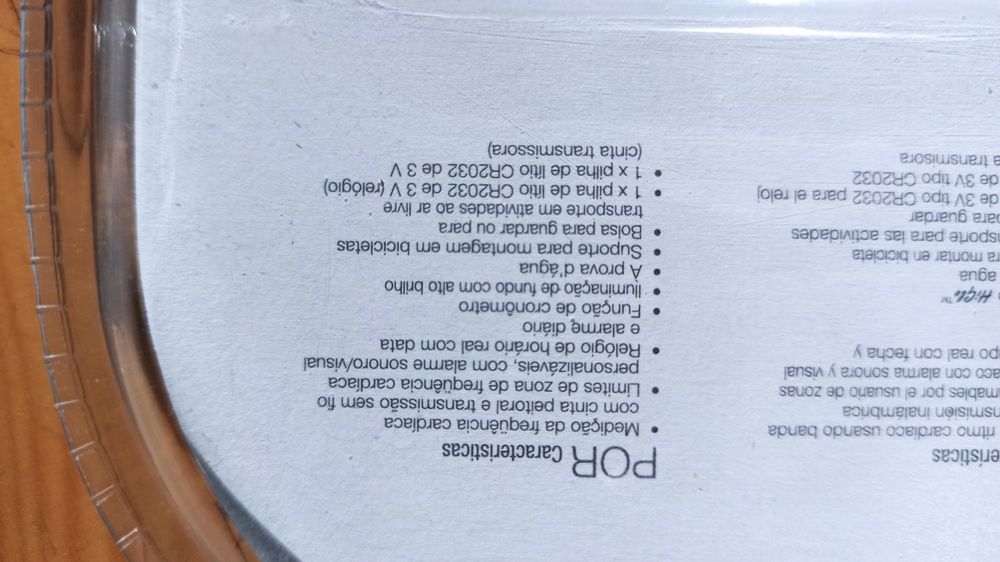 erísticas
ritmo cardiaco usando banda
nsmisión inalámbrica
mables por el usuario de zonas
aco con alarma sonora y visual
po real con fecha y
HiGlo™
agua
ra montar en bicicleta
nsporte para las actividades
para guardar
de 3V tipo CR2032 para el reloj
de 3V tipo CR2032
a transmisora
POR Características
• Medição da freqüência cardíaca
com cinta peitoral e transmissão sem fio
• Limites de zona de freqüência cardíaca
personalizáveis, com alarme sonoro/visual
• Relógio de horário real com data
e alarme diário
• Função de cronômetro
• Iluminação de fundo com alto brilho
• A prova d'água
• Suporte para montagem em bicicletas
• Bolsa para guardar ou para
transporte em atividades ao ar livre
• 1 x pilha de lítio CR2032 de 3 V (relógio)
• 1 x pilha de lítio CR2032 de 3 V
(cinta transmissora)